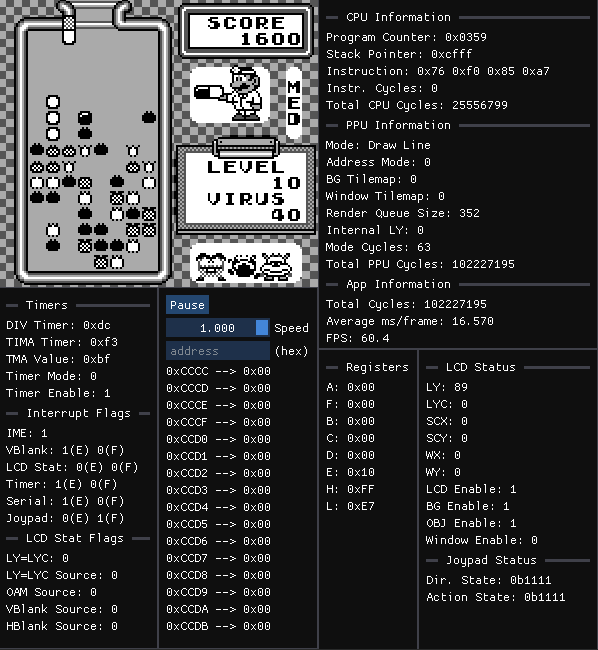 SCORE
1600
MED
LEVEL
10
VIRUS
40
CPU Information
Program Counter: 0x0359
Stack Pointer: 0xcfff
Instruction: 0x76 0xf0 0x85 0xa7
Instr. Cycles: 0
Total CPU Cycles: 25556799
PPU Information
Mode: Draw Line
Address Mode: 0
BG Tilemap: 0
Window Tilemap: 0
Render Queue Size: 352
Internal LY: 0
Mode Cycles: 63
Total PPU Cycles: 102227195
App Information
Total Cycles: 102227195
Average ms/frame: 16.570
FPS: 60.4
Timers
DIV Timer: 0xdc
TIMA Timer: 0xf3
TMA Value: 0xbf
Timer Mode: 0
Timer Enable: 1
Interrupt Flags
IME: 1
VBlank: 1(E) 0(F)
LCD Stat: 0(E) 0(F)
Timer: 1(E) 0(F)
Serial: 1(E) 0(F)
Joypad: 0(E) 1(F)
LCD Stat Flags
LY=LYC: 0
LY=LYC Source: 0
OAM Source: 0
VBlank Source: 0
HBlank Source: 0
Pause
1.000 Speed
address (hex)
0xCCCC --> 0x00
0xCCCD --> 0x00
0xCCCE --> 0x00
0xCCCF --> 0x00
0xCCD0 --> 0x00
0xCCD1 --> 0x00
0xCCD2 --> 0x00
0xCCD3 --> 0x00
0xCCD4 --> 0x00
0xCCD5 --> 0x00
0xCCD6 --> 0x00
0xCCD7 --> 0x00
0xCCD8 --> 0x00
0xCCD9 --> 0x00
0xCCDA --> 0x00
0xCCDB --> 0x00
Registers
A: 0x00
F: 0x00
B: 0x00
C: 0x00
D: 0x00
E: 0x10
H: 0xFF
L: 0xE7
LCD Status
LY: 89
LYC: 0
SCX: 0
SCY: 0
WX: 0
WY: 0
LCD Enable: 1
BG Enable: 1
OBJ Enable: 1
Window Enable: 0
Joypad Status
Dir. State: 0b1111
Action State: 0b1111